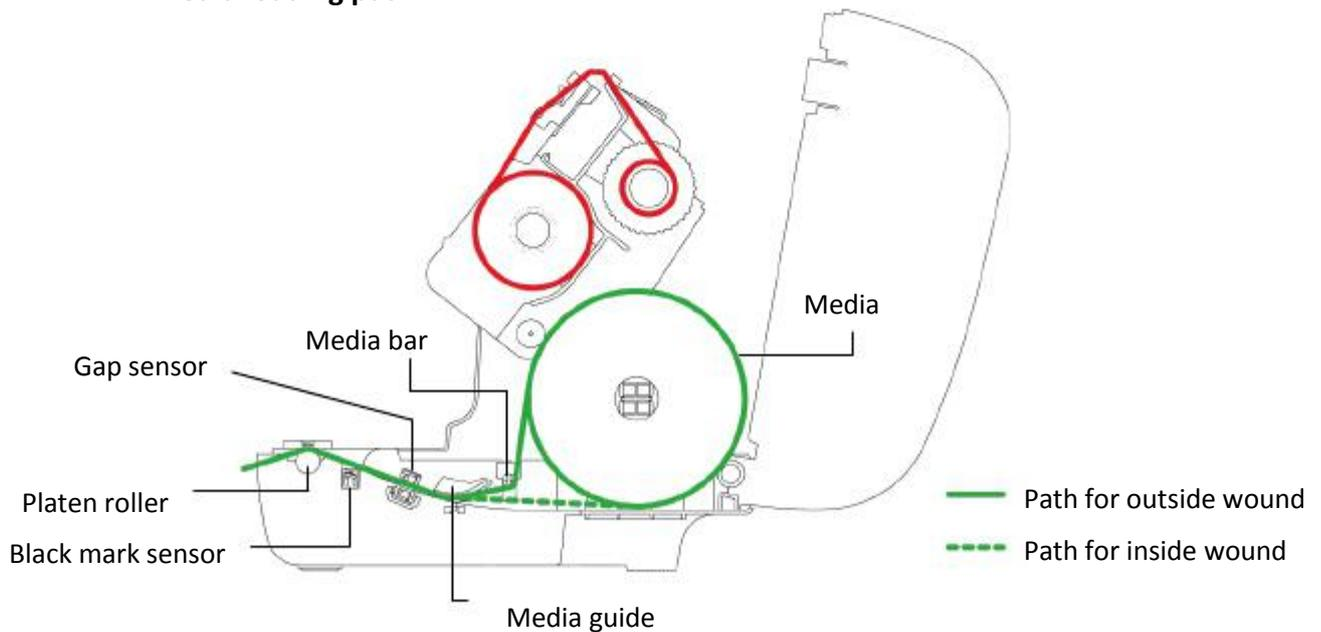 Media
Media bar
Gap sensor
Platen roller
Black mark sensor
Media guide
Path for outside wound
Path for inside wound